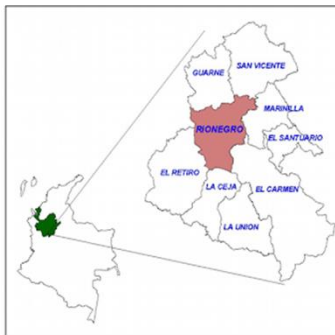 SAN VICENTE
GUARNE
MARINILLA
RIONEGRO
EL SANTUARIO
EL RETIRO
LA CEJA
EL CARMEN
LA UNION